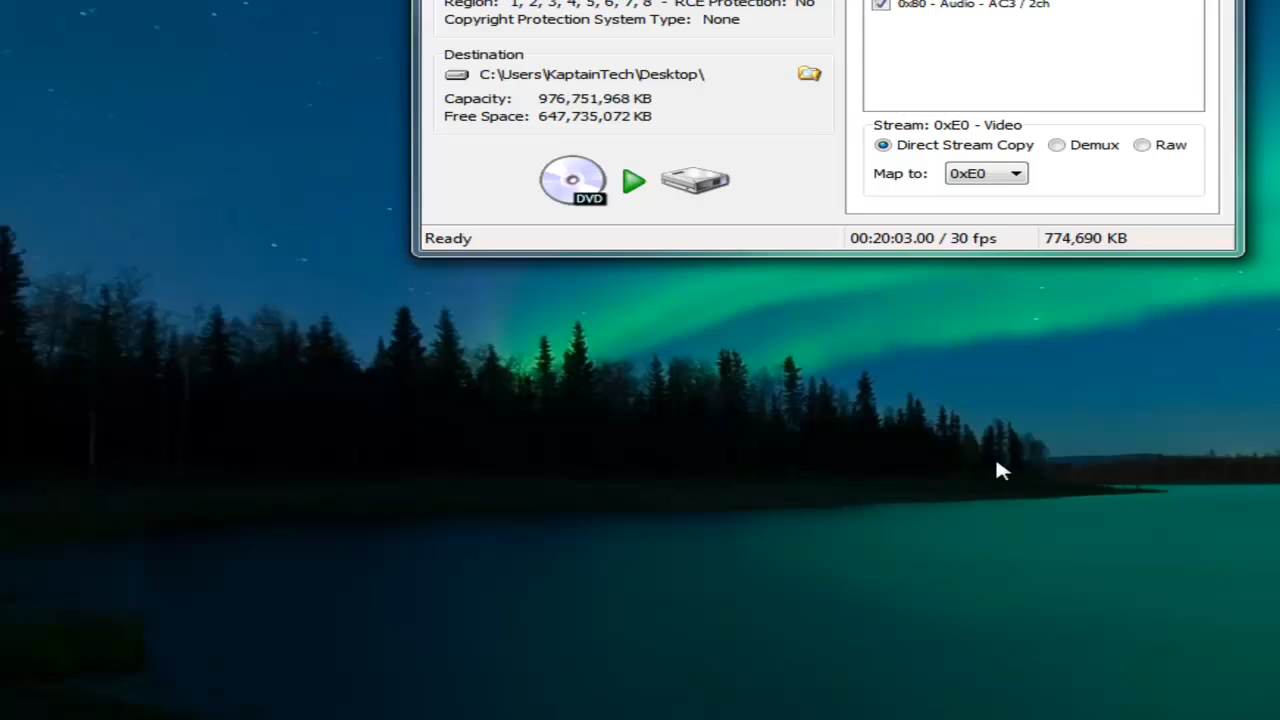 Region: 1, 2, 3, 4, 5, 6, 7, 8 - RCE Protection: No
Copyright Protection System Type: None
Destination
C:\Users\KaptainTech\Desktop\
Capacity: 976,751,968 KB
Free Space: 647,735,072 KB
DVD
0x80 - Audio - AC3 / 2ch
Stream: 0xE0 - Video
Direct Stream Copy Demux Raw
Map to: 0xE0
Ready 00:20:03.00 / 30 fps 774,690 KB